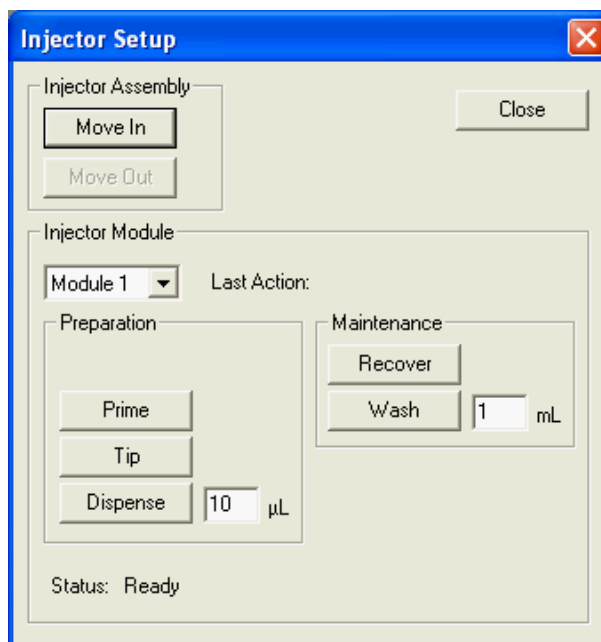 Injector Setup
Injector Assembly
Move In
Close
Move Out
Injector Module
Module 1
Last Action:
Preparation
Maintenance
Recover
Prime
Wash
1
mL
Tip
Dispense
10
µL
Status: Ready